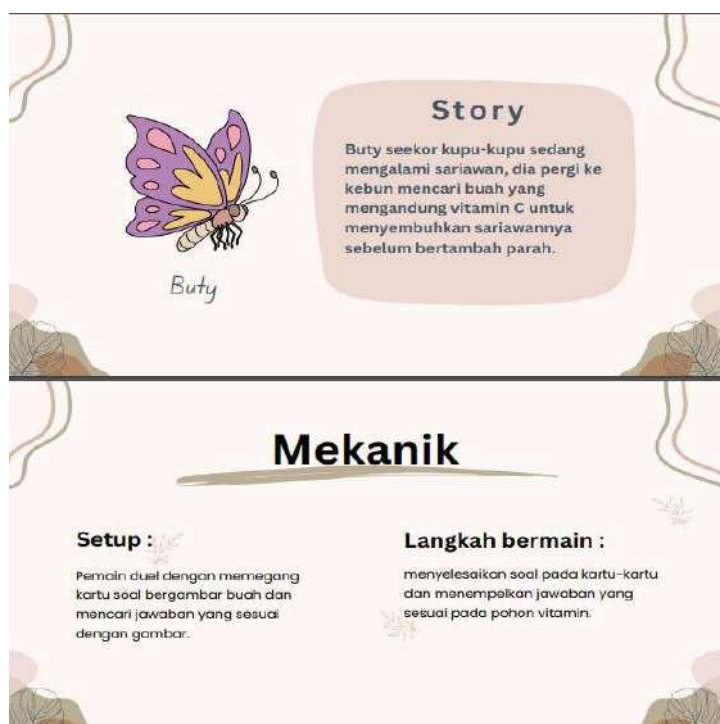 Story
Buty seekor kupu-kupu sedang
mengalami sariawan, dia pergi ke
kebun mencari buah yang
mengandung vitamin C untuk
menyembuhkan sariawannya
sebelum bertambah parah.
Buty
Mekanik
Setup :
Pemain duel dengan memegang
kartu soal bergambar buah dan
mencari jawaban yang sesuai
dengan gambar.
Langkah bermain :
menyelesaikan soal pada kartu-kartu
dan menempelkan jawaban yang
sesuai pada pohon vitamin.